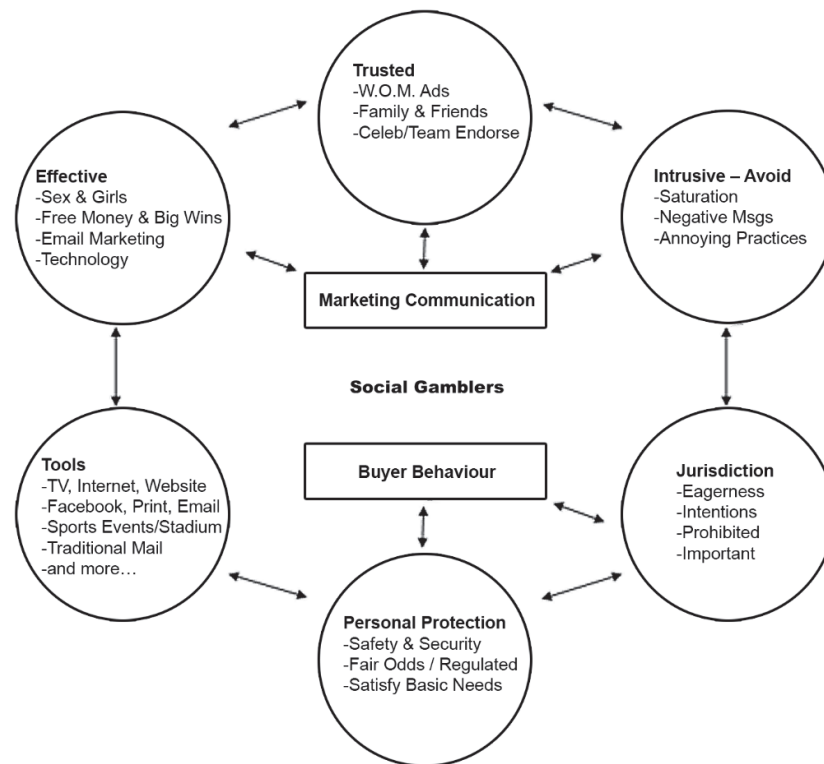 Trusted
-W.O.M. Ads
-Family & Friends
-Celeb/Team Endorse
Effective
-Sex & Girls
-Free Money & Big Wins
-Email Marketing
-Technology
Intrusive – Avoid
-Saturation
-Negative Msgs
-Annoying Practices
Marketing Communication
Social Gamblers
Buyer Behaviour
Tools
-TV, Internet, Website
-Facebook, Print, Email
-Sports Events/Stadium
-Traditional Mail
-and more…
Jurisdiction
-Eagerness
-Intentions
-Prohibited
-Important
Personal Protection
-Safety & Security
-Fair Odds / Regulated
-Satisfy Basic Needs